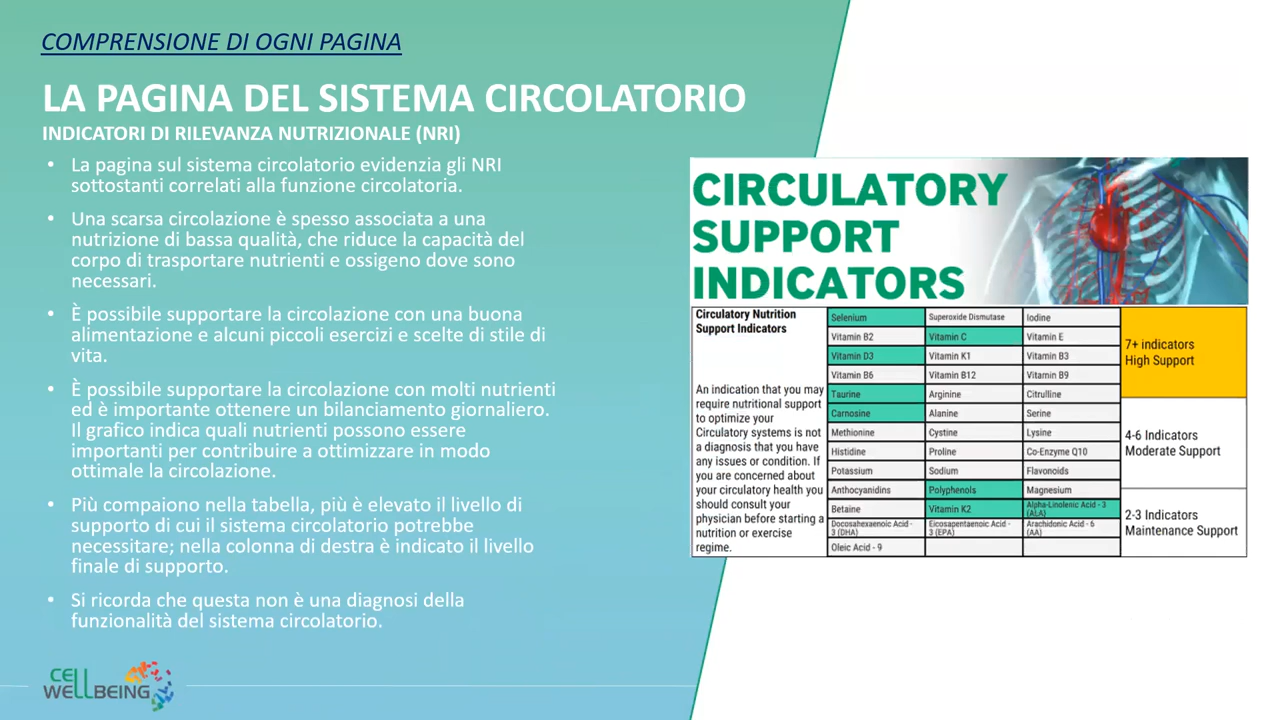 COMPRENSIONE DI OGNI PAGINA
LA PAGINA DEL SISTEMA CIRCOLATORIO
INDICATORI DI RILEVANZA NUTRIZIONALE (NRI)
• La pagina sul sistema circolatorio evidenzia gli NRI
sottostanti correlati alla funzione circolatoria.
• Una scarsa circolazione è spesso associata a una
nutrizione di bassa qualità, che riduce la capacità del
corpo di trasportare nutrienti e ossigeno dove sono
necessari.
• È possibile supportare la circolazione con una buona
alimentazione e alcuni piccoli esercizi e scelte di stile di
vita.
• È possibile supportare la circolazione con molti nutrienti
ed è importante ottenere un bilanciamento giornaliero.
Il grafico indica quali nutrienti possono essere
importanti per contribuire a ottimizzare in modo
ottimale la circolazione.
• Più compaiono nella tabella, più è elevato il livello di
supporto di cui il sistema circolatorio potrebbe
necessitare; nella colonna di destra è indicato il livello
finale di supporto.
• Si ricorda che questa non è una diagnosi della
funzionalità del sistema circolatorio.
CELL
WELLBEING
CIRCULATORY
SUPPORT
INDICATORS
Circulatory Nutrition
Support Indicators
An indication that you may
require nutritional support
to optimize your
Circulatory systems is not
a diagnosis that you have
any issues or condition. If
you are concerned about
your circulatory health you
should consult your
physician before starting a
nutrition or exercise
regime.
Selenium Superoxide Dismutase Iodine
Vitamin B2 Vitamin C Vitamin E
Vitamin D3 Vitamin K1 Vitamin B3
Vitamin B6 Vitamin B12 Vitamin B9
Taurine Arginine Citrulline
Carnosine Alanine Serine
Methionine Cystine Lysine
Histidine Proline Co-Enzyme Q10
Potassium Sodium Flavonoids
Anthocyanidins Polyphenols Magnesium
Betaine Vitamin K2 Alpha-Linolenic Acid - 3
(ALA)
Docosahexaenoic Acid - Eicosapentaenoic Acid - Arachidonic Acid - 6
3 (DHA) 3 (EPA) (AA)
Oleic Acid - 9
7+ indicators
High Support
4-6 Indicators
Moderate Support
2-3 Indicators
Maintenance Support